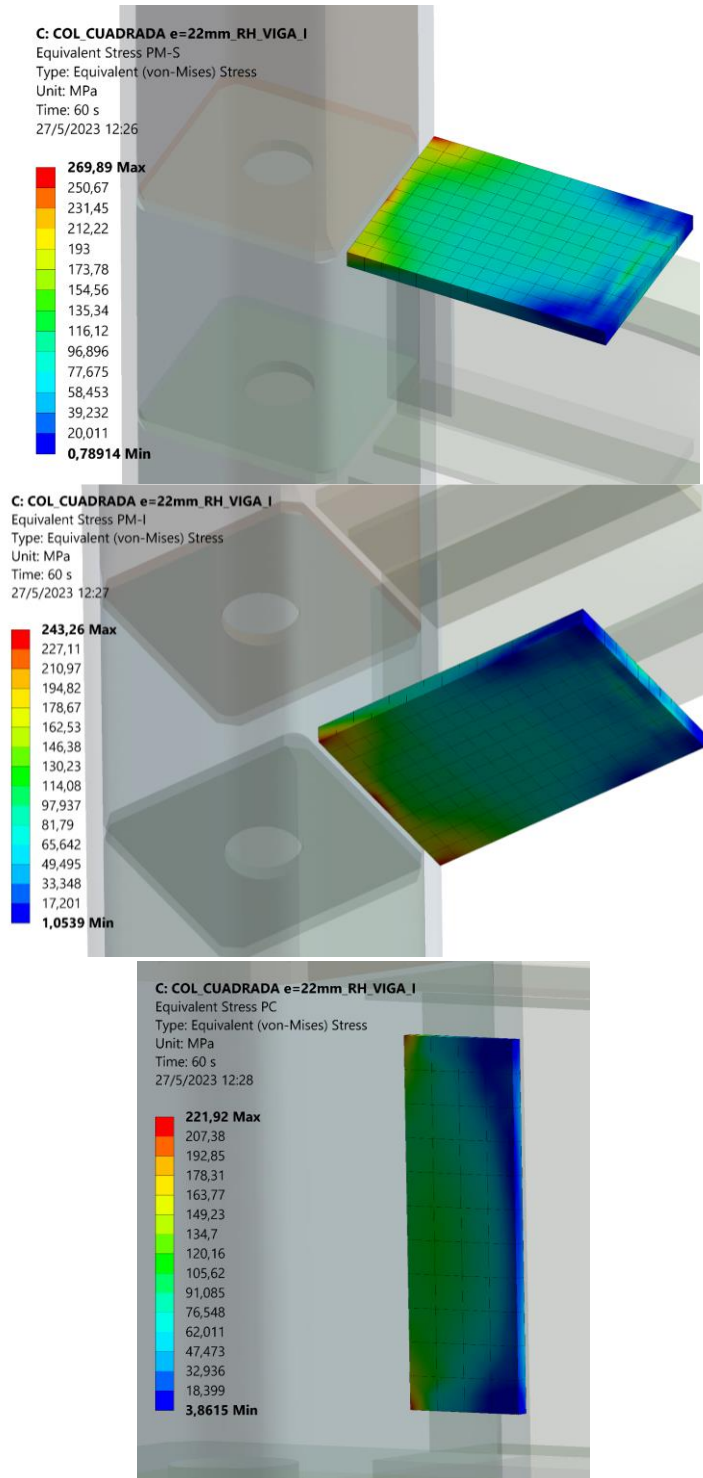 C: COL_CUADRADA e=22mm_RH_VIGA_I
Equivalent Stress PM-S
Type: Equivalent (von-Mises) Stress
Unit: MPa
Time: 60 s
27/5/2023 12:26
269,89 Max
250,67
231,45
212,22
193
173,78
154,56
135,34
116,12
96,896
77,675
58,453
39,232
20,011
0,78914 Min
C: COL_CUADRADA e=22mm_RH_VIGA_I
Equivalent Stress PM-I
Type: Equivalent (von-Mises) Stress
Unit: MPa
Time: 60 s
27/5/2023 12:27
243,26 Max
227,11
210,97
194,82
178,67
162,53
146,38
130,23
114,08
97,937
81,79
65,642
49,495
33,348
17,201
1,0539 Min
C: COL_CUADRADA e=22mm_RH_VIGA_I
Equivalent Stress PC
Type: Equivalent (von-Mises) Stress
Unit: MPa
Time: 60 s
27/5/2023 12:28
221,92 Max
207,38
192,85
178,31
163,77
149,23
134,7
120,16
105,62
91,085
76,548
62,011
47,473
32,936
18,399
3,8615 Min